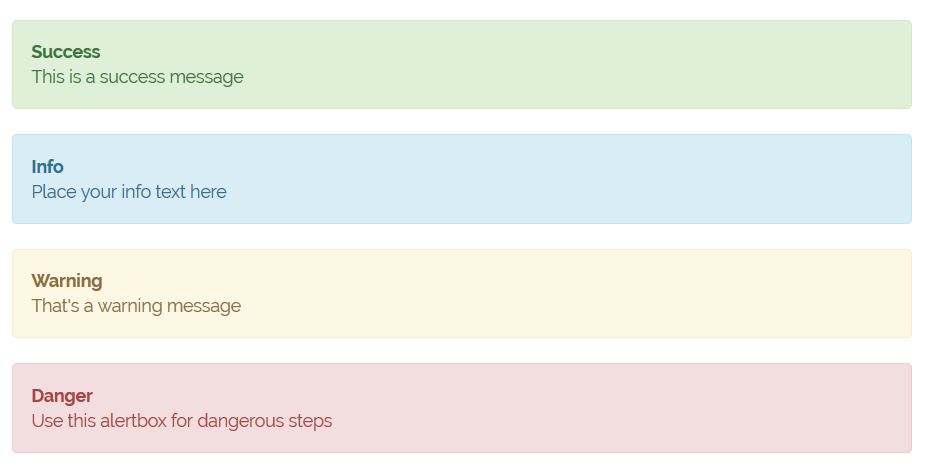 Success
This is a success message
Info
Place your info text here
Warning
That's a warning message
Danger
Use this alertbox for dangerous steps